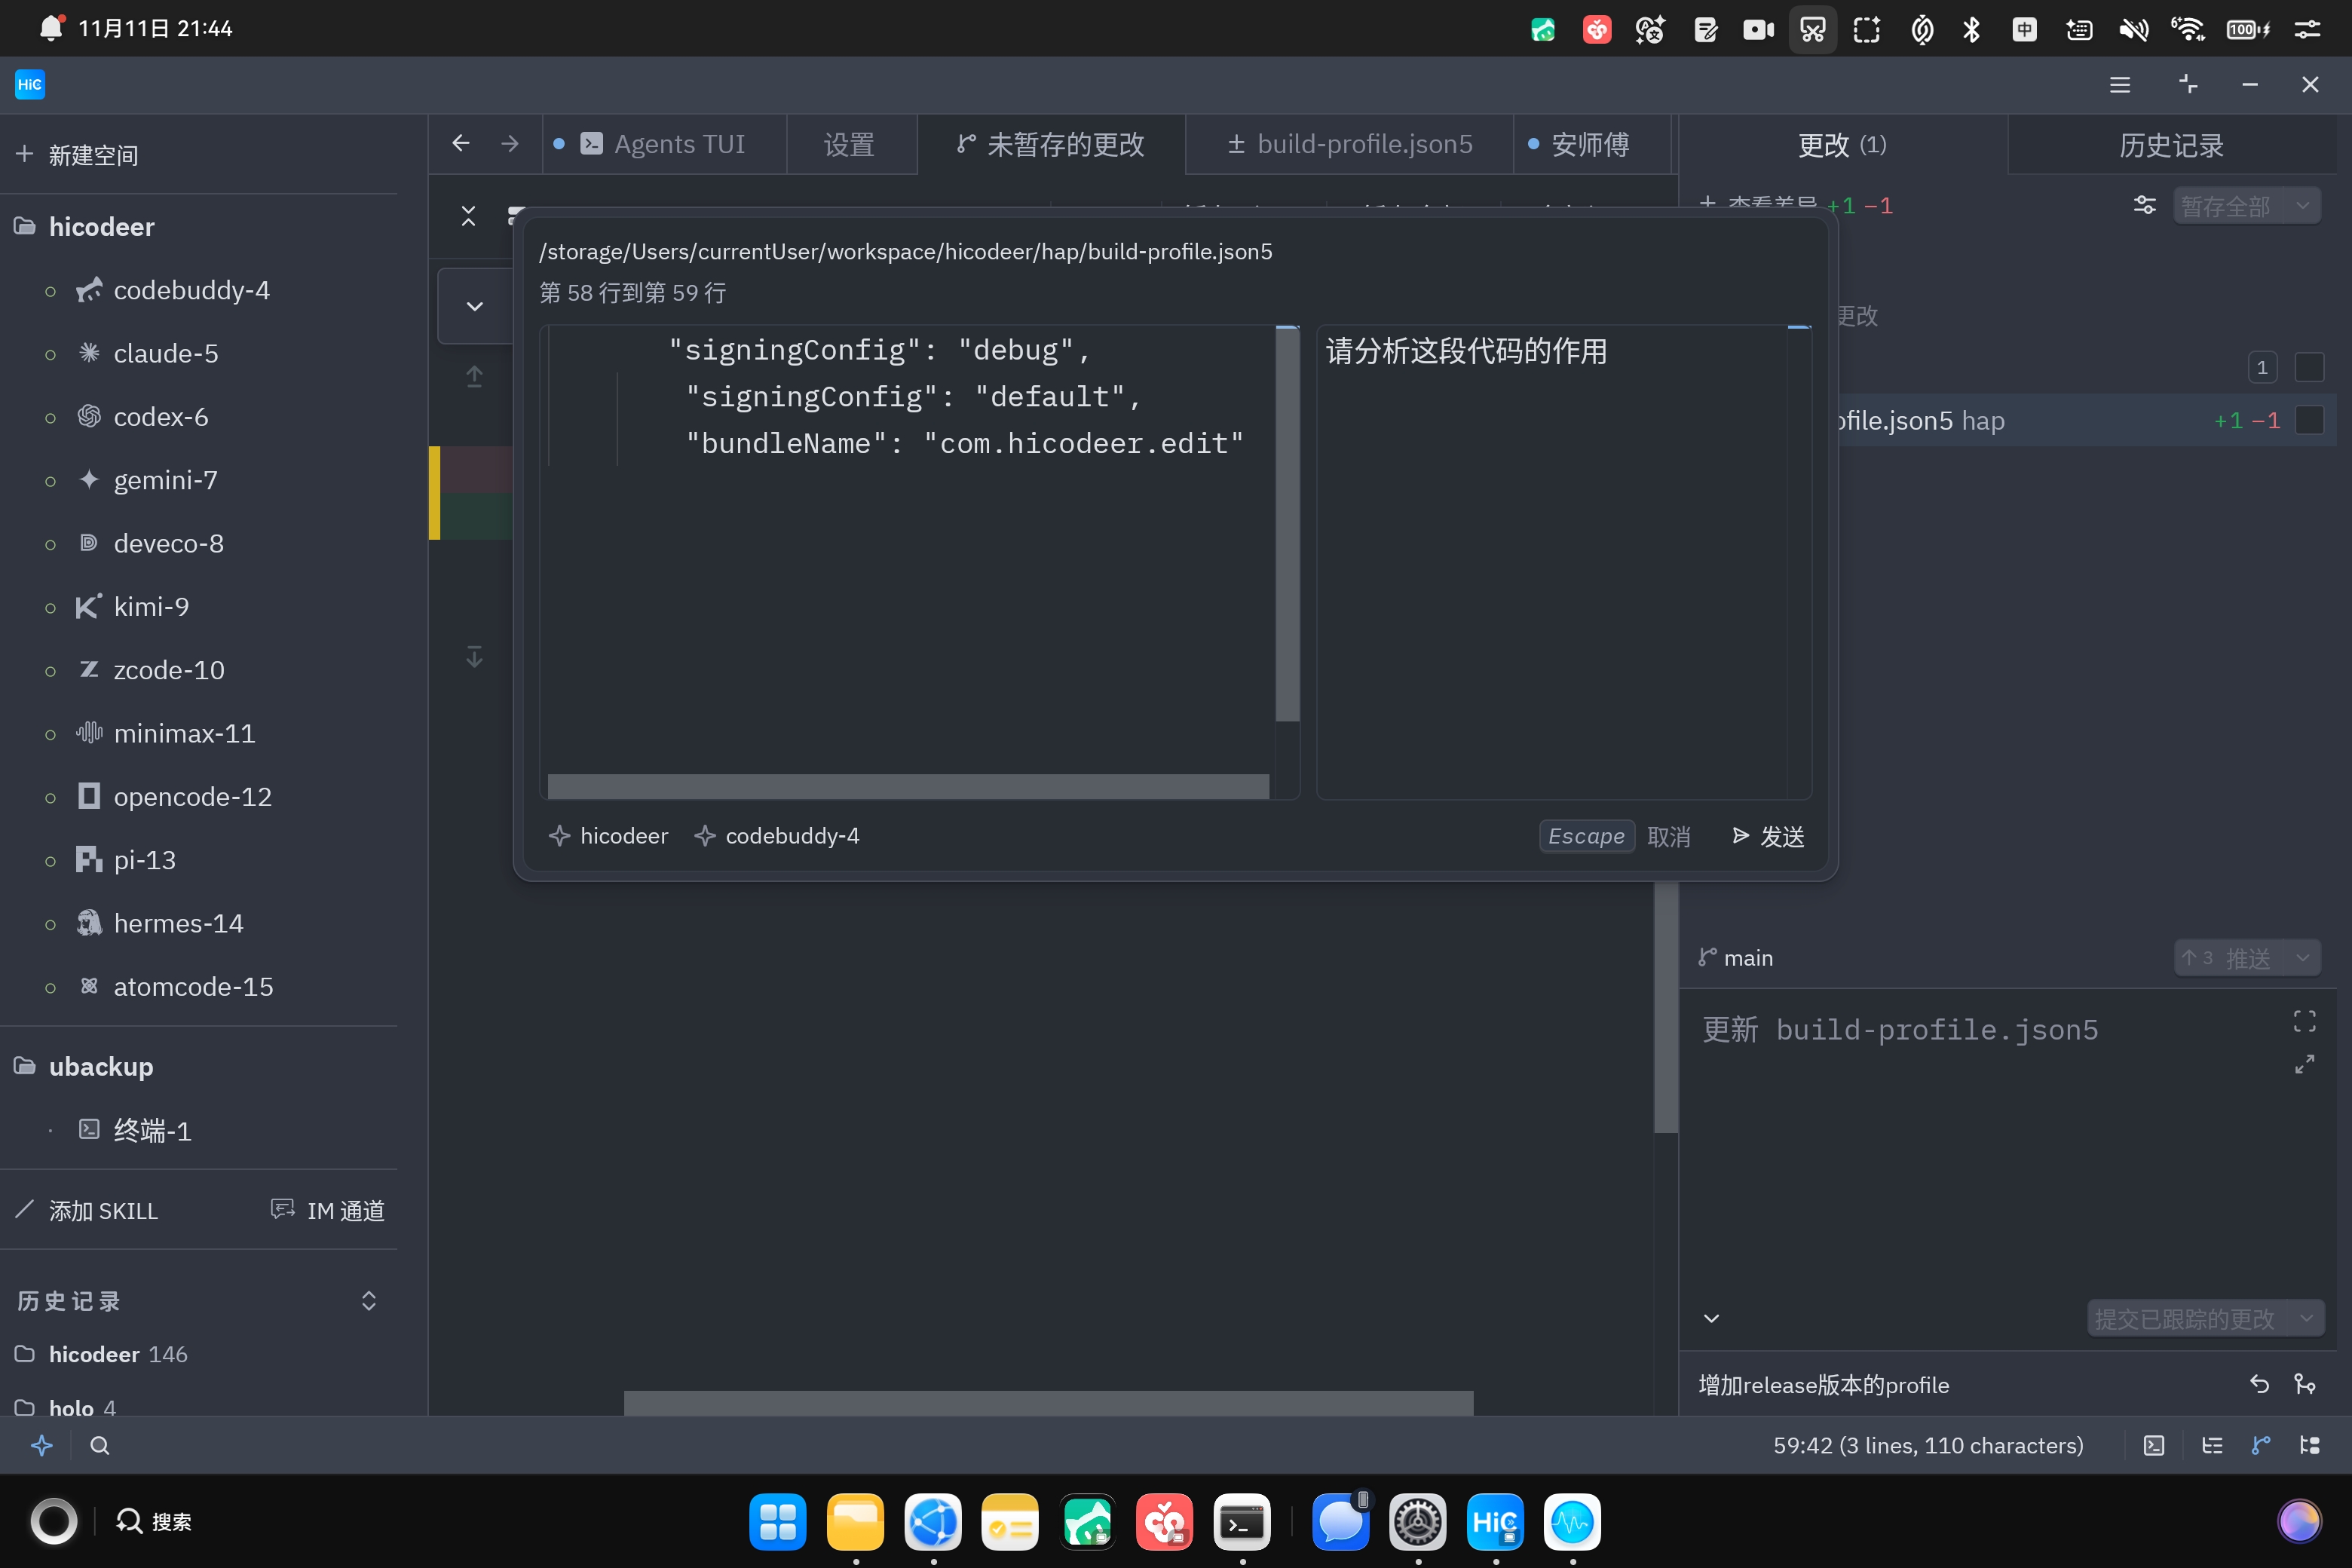 11月11日 21:44
中
100
HiC
新建空间
hicodeer
codebuddy-4
claude-5
codex-6
gemini-7
deveco-8
kimi-9
zcode-10
minimax-11
opencode-12
pi-13
hermes-14
atomcode-15
ubackup
终端-1
添加 SKILL
IM 通道
历史记录
hicodeer 146
holo 4
Agents TUI
设置
未暂存的更改
build-profile.json5
安师傅
更改 (1)
历史记录
查看差异 +1 −1
暂存全部
/storage/Users/currentUser/workspace/hicodeer/hap/build-profile.json5
第 58 行到第 59 行
"signingConfig": "debug",
"signingConfig": "default",
"bundleName": "com.hicodeer.edit"
请分析这段代码的作用
hicodeer
codebuddy-4
Escape 取消
发送
更改
1
ofile.json5 hap +1 −1
main
3 推送
更新 build-profile.json5
提交已跟踪的更改
增加release版本的profile
59:42 (3 lines, 110 characters)
搜索
HiC